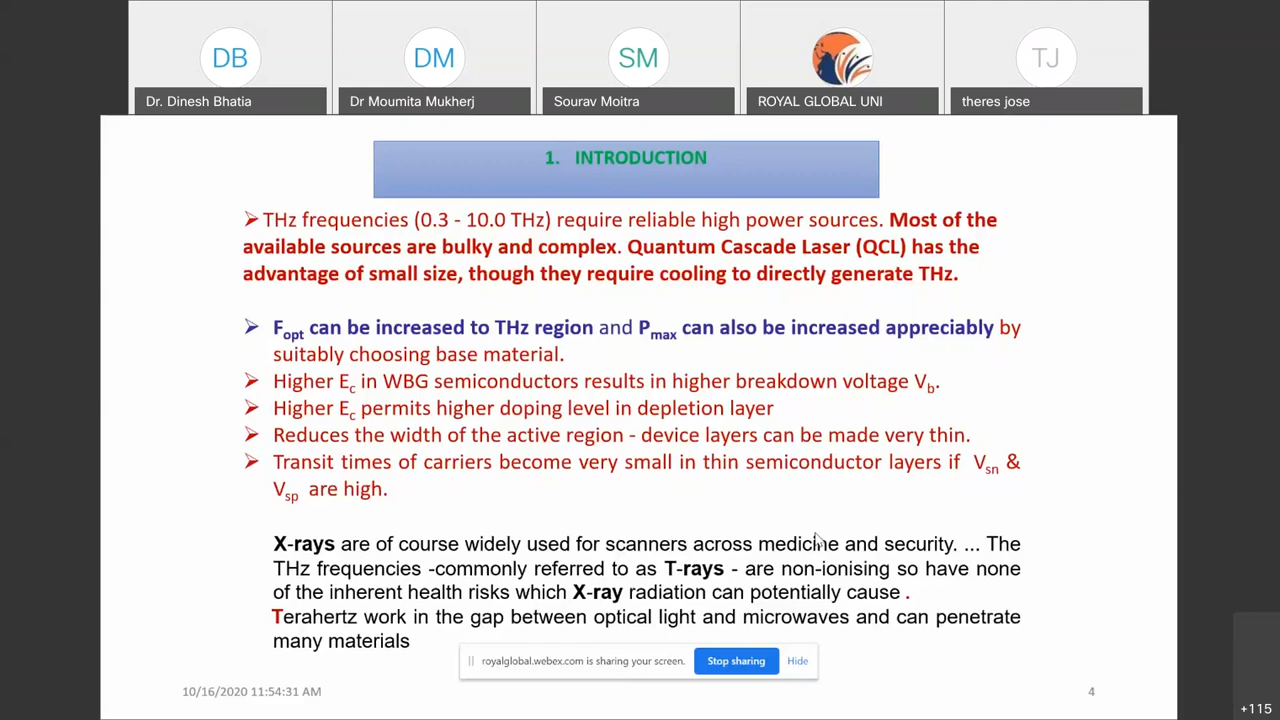 DB
DM
SM
TJ
Dr. Dinesh Bhatia
Dr Moumita Mukherj
Sourav Moitra
ROYAL GLOBAL UNI
theres jose
1. INTRODUCTION
THz frequencies (0.3 - 10.0 THz) require reliable high power sources. Most of the
available sources are bulky and complex. Quantum Cascade Laser (QCL) has the
advantage of small size, though they require cooling to directly generate THz.
Fopt can be increased to THz region and Pmax can also be increased appreciably by
suitably choosing base material.
Higher Ec in WBG semiconductors results in higher breakdown voltage Vb.
Higher Ec permits higher doping level in depletion layer
Reduces the width of the active region - device layers can be made very thin.
Transit times of carriers become very small in thin semiconductor layers if Vsn &
Vsp are high.
X-rays are of course widely used for scanners across medicine and security. ... The
THz frequencies -commonly referred to as T-rays - are non-ionising so have none
of the inherent health risks which X-ray radiation can potentially cause .
Terahertz work in the gap between optical light and microwaves and can penetrate
many materials
royalglobal.webex.com is sharing your screen.
Stop sharing
Hide
10/16/2020 11:54:31 AM
4
+115